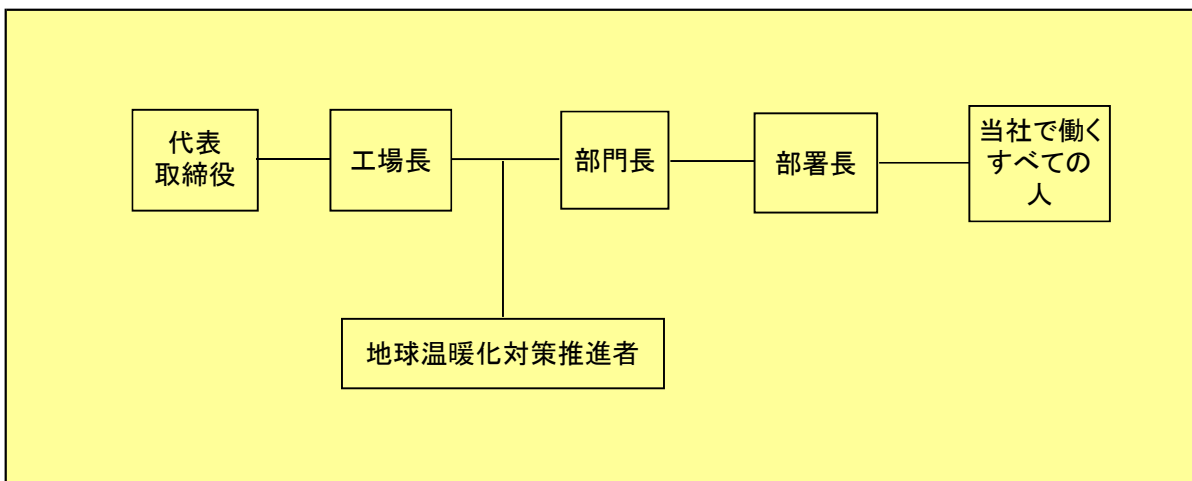 代表
取締役
工場長
部門長
部署長
当社で働く
すべての
人
地球温暖化対策推進者